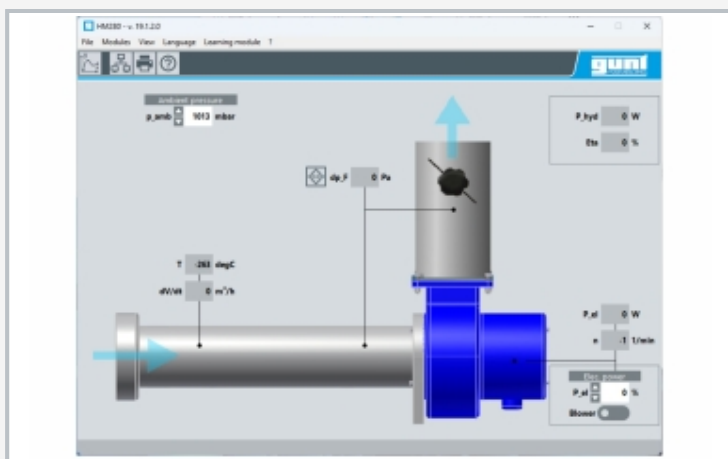 HM280 - v. 19.1.2.0
File Modules View Language Learning module ?
gunt
Ambient pressure
p_amb 1013 mbar
P_hyd 0 W
Eta 0 %
dp_F 0 Pa
T -263 degC
dV/dt 0 m³/h
P_el 0 W
n -1 1/min
Elec. power
P_el 0 %
Blower